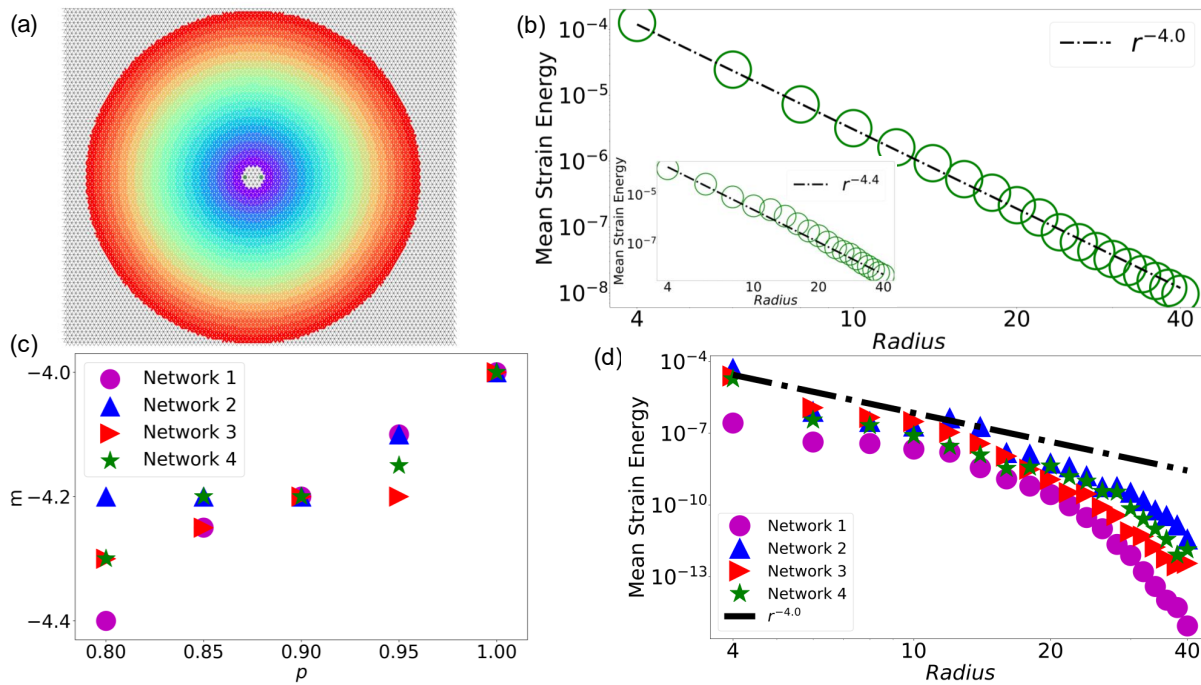 (a)
(b)
10^{-4}
10^{-5}
10^{-6}
10^{-7}
10^{-8}
Mean Strain Energy
r^{-4.0}
4
10
20
40
Radius
10^{-5}
10^{-7}
Mean Strain Energy
r^{-4.4}
4
10
20
40
Radius
(c)
−4.0
−4.2
−4.4
m
Network 1
Network 2
Network 3
Network 4
0.80
0.85
0.90
0.95
1.00
p
(d)
10^{-4}
10^{-7}
10^{-10}
10^{-13}
Mean Strain Energy
Network 1
Network 2
Network 3
Network 4
r^{-4.0}
4
10
20
40
Radius